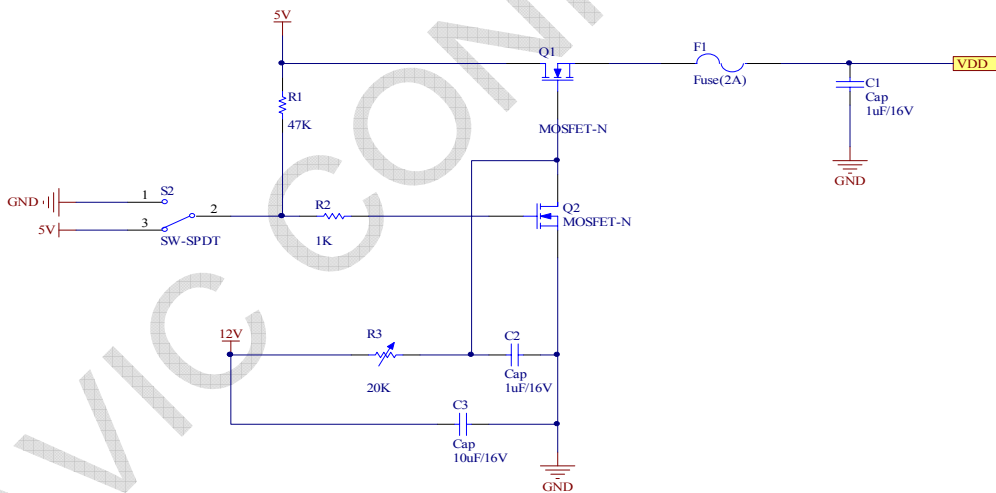 5V
Q1
F1
VDD
Fuse(2A)
C1
Cap
1uF/16V
R1
47K
MOSFET-N
GND
GND
1
S2
2
R2
Q2
MOSFET-N
5V
3
SW-SPDT
1K
12V
R3
C2
20K
Cap
1uF/16V
C3
Cap
10uF/16V
GND
VIC CONF